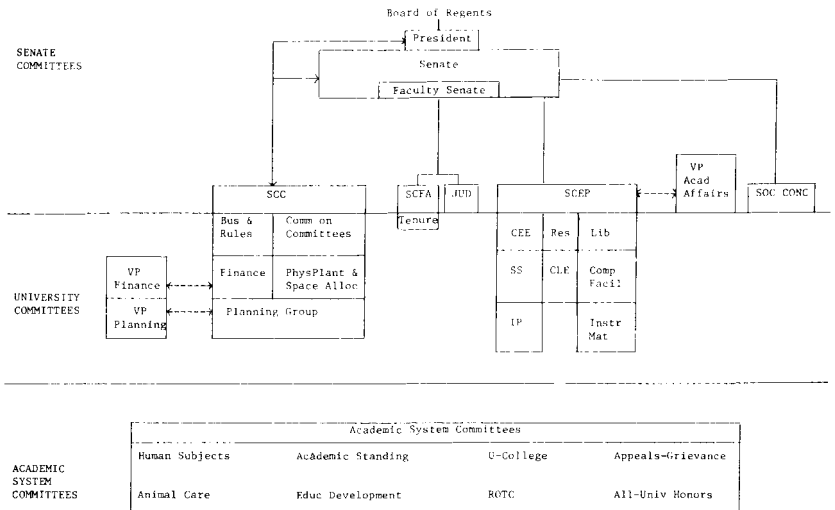 Board of Regents
President
SENATE
COMMITTEES
Senate
Faculty Senate
VP
Acad
Affairs
SCC
SCFA
JUD
SCEP
SOC CONC
Tenure
Bus &
Rules
Comm on
Committees
CEE
Res
Lib
VP
Finance
Finance
PhysPlant &
Space Alloc
SS
CLE
Comp
Facil
UNIVERSITY
COMMITTEES
VP
Planning
Planning Group
IP
Instr
Mat
Academic System Committees
ACADEMIC
SYSTEM
COMMITTEES
Human Subjects
Academic Standing
U-College
Appeals-Grievance
Animal Care
Educ Development
ROTC
All-Univ Honors